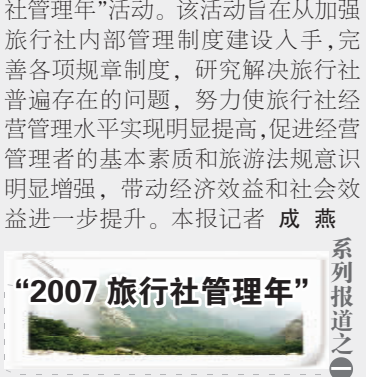 社管理年”活动。该活动旨在从加强
旅行社内部管理制度建设入手,完
善各项规章制度，研究解决旅行社
普遍存在的问题，努力使旅行社经
营管理水平实现明显提高,促进经营
管理者的基本素质和旅游法规意识
明显增强，带动经济效益和社会效
益进一步提升。本报记者 成 燕
“2007 旅行社管理年”
系列报道之一